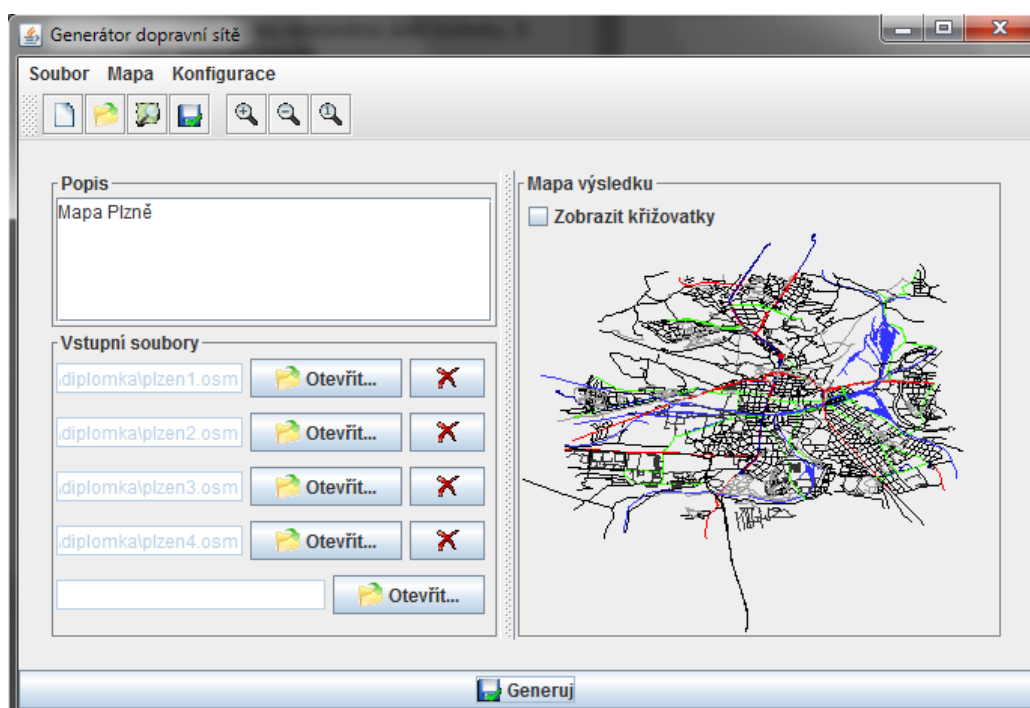 Generátor dopravní sítě
Soubor Mapa Konfigurace
Popis
Mapa Plzně
Vstupní soubory
diplomka\plzen1.osm Otevřít...
diplomka\plzen2.osm Otevřít...
diplomka\plzen3.osm Otevřít...
diplomka\plzen4.osm Otevřít...
Otevřít...
Mapa výsledku
Zobrazit křižovatky
Generuj